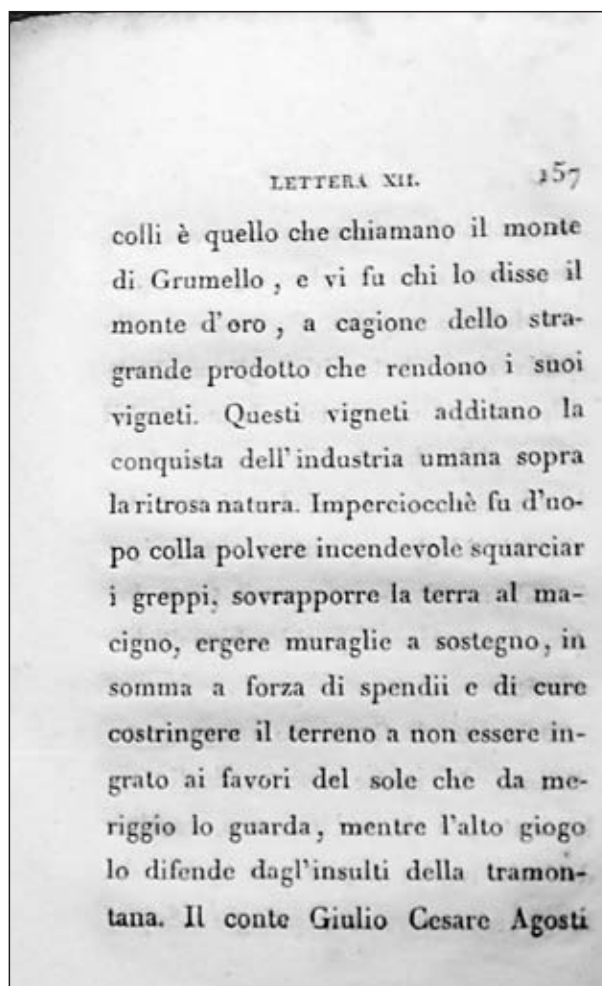 LETTERA XII. 157
colli è quello che chiamano il monte
di Grumello , e vi fu chi lo disse il
monte d'oro , a cagione dello stra-
grande prodotto che rendono i suoi
vigneti. Questi vigneti additano la
conquista dell'industria umana sopra
la ritrosa natura. Imperciocchè fu d'uo-
po colla polvere incendevole squarciar
i greppi, sovrapporre la terra al ma-
cigno, ergere muraglie a sostegno, in
somma a forza di spendii e di cure
costringere il terreno a non essere in-
grato ai favori del sole che da me-
riggio lo guarda, mentre l'alto giogo
lo difende dagl'insulti della tramon-
tana. Il conte Giulio Cesare Agosti